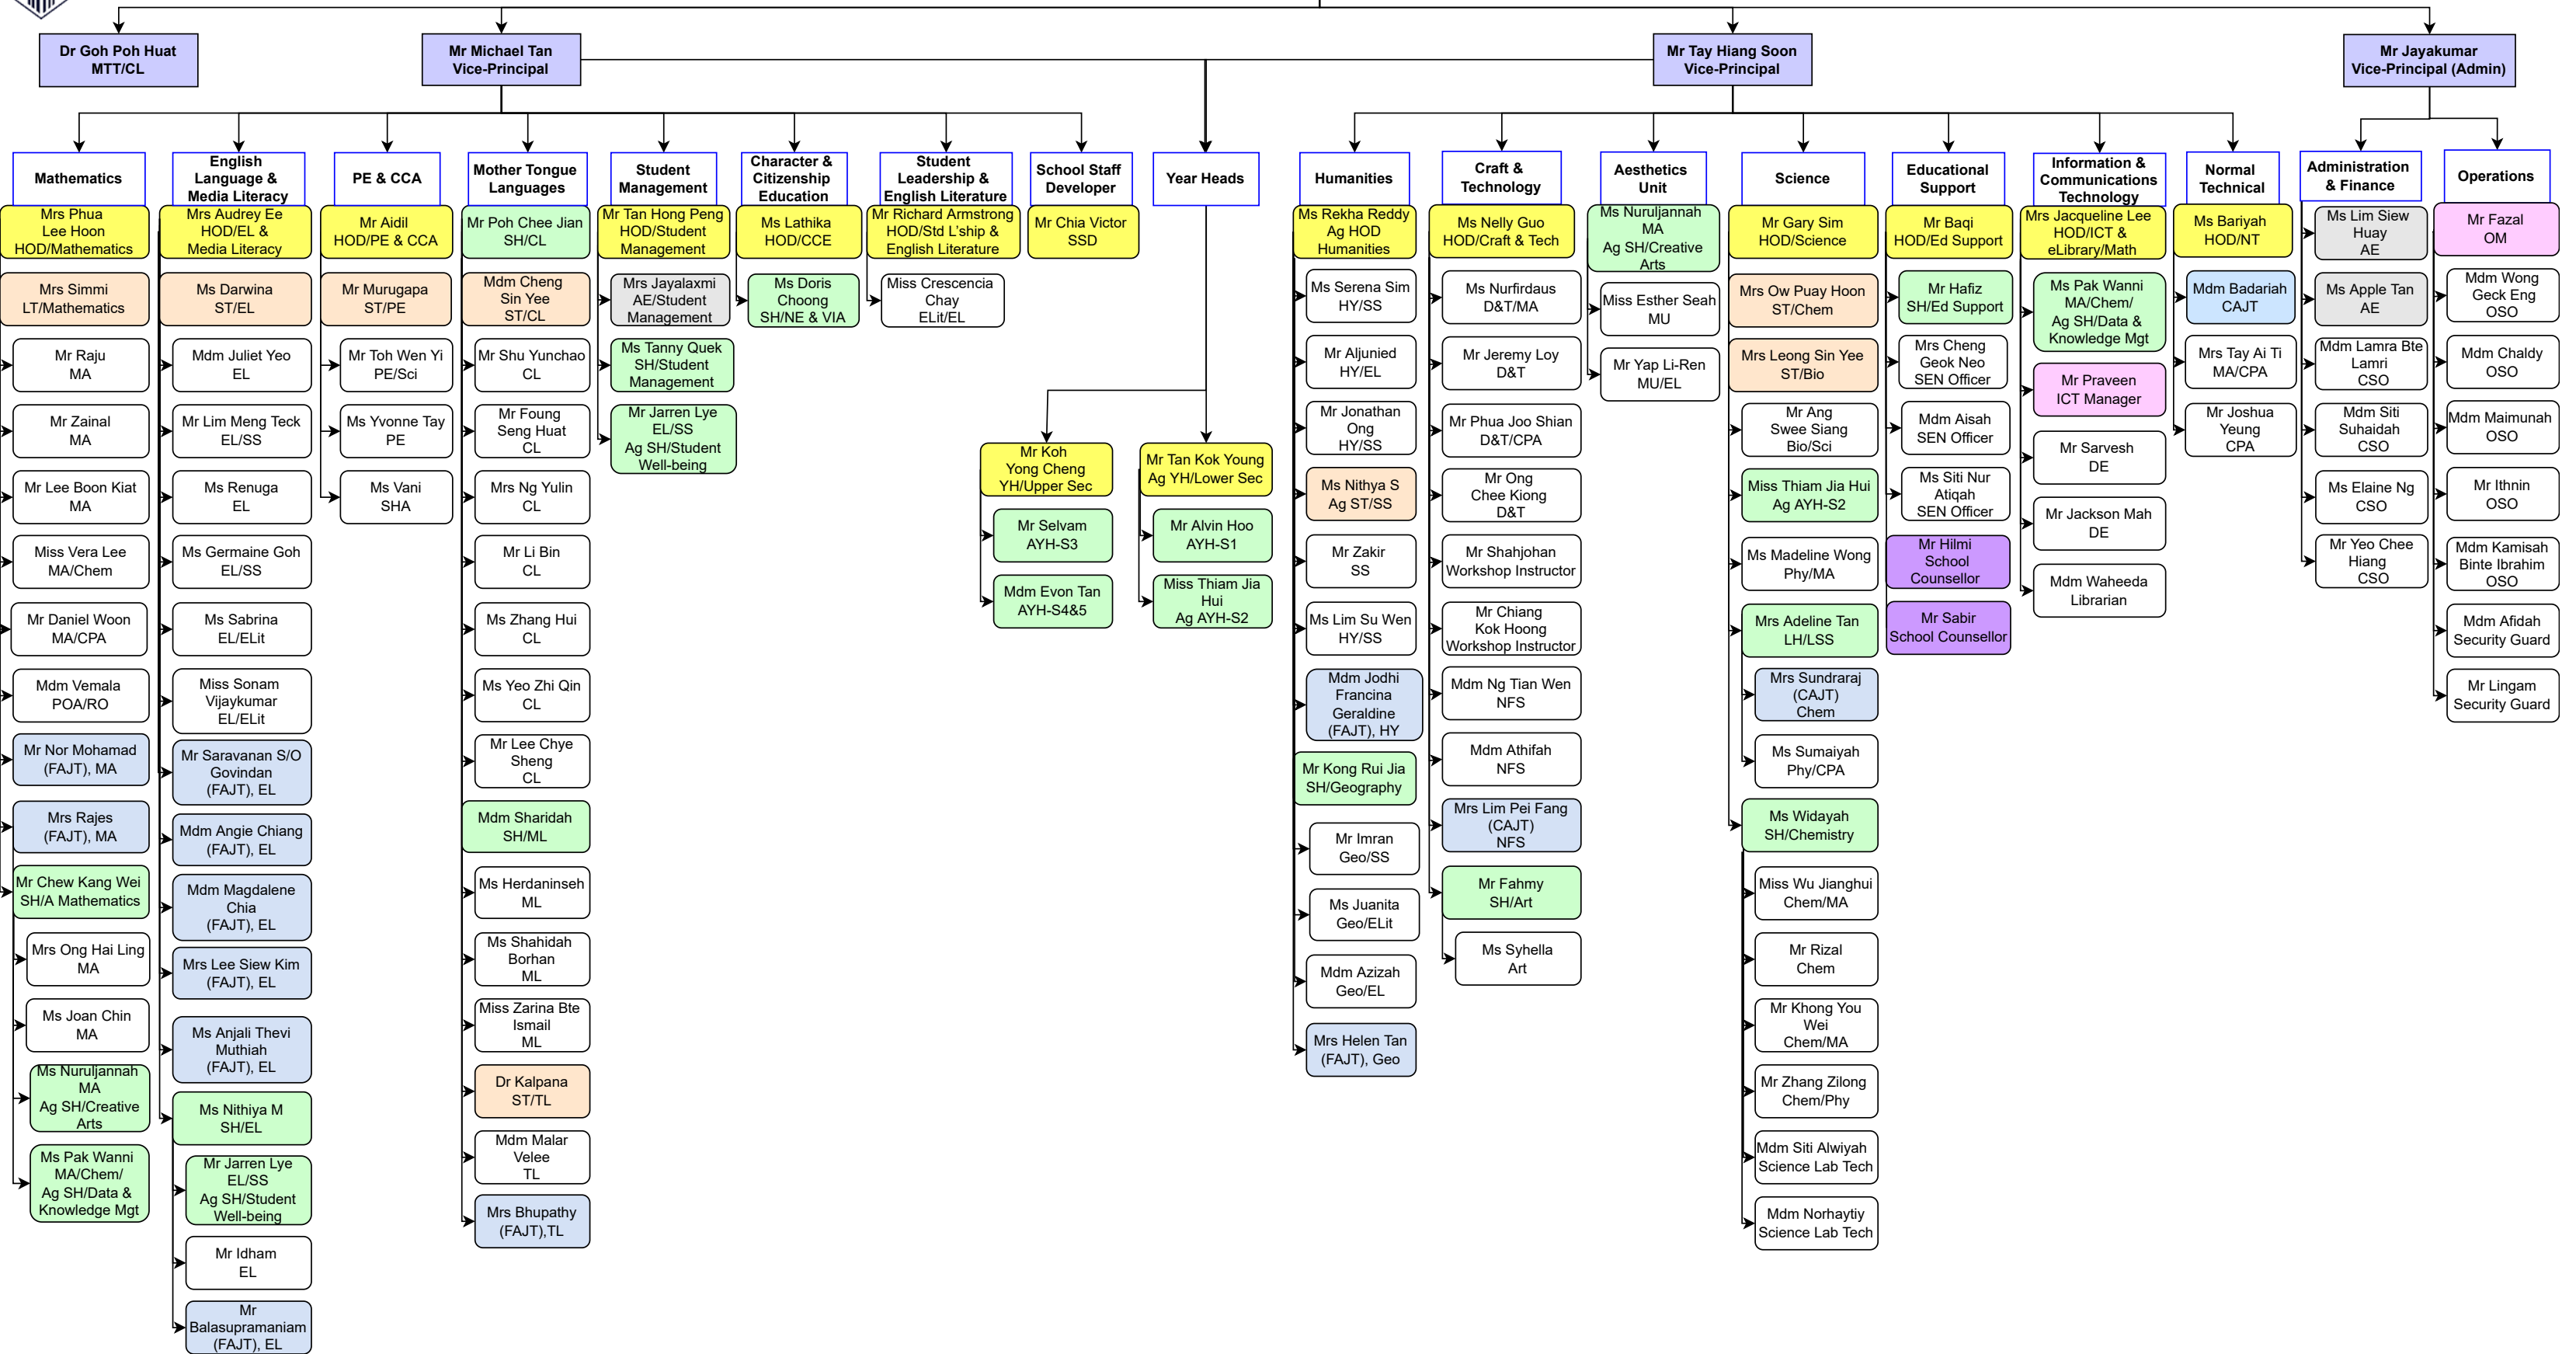 Dr Goh Poh Huat
MTT/CL
Mr Michael Tan
Vice-Principal
Mr Tay Hiang Soon
Vice-Principal
Mr Jayakumar
Vice-Principal (Admin)
Mathematics
Mrs Phua
Lee Hoon
HOD/Mathematics
Mrs Simmi
LT/Mathematics
Mr Raju
MA
Mr Zainal
MA
Mr Lee Boon Kiat
MA
Miss Vera Lee
MA/Chem
Mr Daniel Woon
MA/CPA
Mdm Vemala
POA/RO
Mr Nor Mohamad
(FAJT), MA
Mrs Rajes
(FAJT), MA
Mr Chew Kang Wei
SH/A Mathematics
Mrs Ong Hai Ling
MA
Ms Joan Chin
MA
Ms Nuruljannah
MA
Ag SH/Creative
Arts
Ms Pak Wanni
MA/Chem/
Ag SH/Data &
Knowledge Mgt
English
Language &
Media Literacy
Mrs Audrey Ee
HOD/EL &
Media Literacy
Ms Darwina
ST/EL
Mdm Juliet Yeo
EL
Mr Lim Meng Teck
EL/SS
Ms Renuga
EL
Ms Germaine Goh
EL/SS
Ms Sabrina
EL/ELit
Miss Sonam
Vijaykumar
EL/ELit
Mr Saravanan S/O
Govindan
(FAJT), EL
Mdm Angie Chiang
(FAJT), EL
Mdm Magdalene
Chia
(FAJT), EL
Mrs Lee Siew Kim
(FAJT), EL
Ms Anjali Thevi
Muthiah
(FAJT), EL
Ms Nithiya M
SH/EL
Mr Jarren Lye
EL/SS
Ag SH/Student
Well-being
Mr Idham
EL
Mr
Balasupramaniam
(FAJT), EL
PE & CCA
Mr Aidil
HOD/PE & CCA
Mr Murugapa
ST/PE
Mr Toh Wen Yi
PE/Sci
Ms Yvonne Tay
PE
Ms Vani
SHA
Mother Tongue
Languages
Mr Poh Chee Jian
SH/CL
Mdm Cheng
Sin Yee
ST/CL
Mr Shu Yunchao
CL
Mr Foung
Seng Huat
CL
Mrs Ng Yulin
CL
Mr Li Bin
CL
Ms Zhang Hui
CL
Ms Yeo Zhi Qin
CL
Mr Lee Chye
Sheng
CL
Mdm Sharidah
SH/ML
Ms Herdaninseh
ML
Ms Shahidah
Borhan
ML
Miss Zarina Bte
Ismail
ML
Dr Kalpana
ST/TL
Mdm Malar
Velee
TL
Mrs Bhupathy
(FAJT),TL
Student
Management
Mr Tan Hong Peng
HOD/Student
Management
Mrs Jayalaxmi
AE/Student
Management
Ms Tanny Quek
SH/Student
Management
Mr Jarren Lye
EL/SS
Ag SH/Student
Well-being
Character &
Citizenship
Education
Ms Lathika
HOD/CCE
Ms Doris
Choong
SH/NE & VIA
Student
Leadership &
English Literature
Mr Richard Armstrong
HOD/Std L'ship &
English Literature
Miss Crescencia
Chay
ELit/EL
School Staff
Developer
Mr Chia Victor
SSD
Year Heads
Mr Koh
Yong Cheng
YH/Upper Sec
Mr Selvam
AYH-S3
Mdm Evon Tan
AYH-S4&5
Mr Tan Kok Young
Ag YH/Lower Sec
Mr Alvin Hoo
AYH-S1
Miss Thiam Jia
Hui
Ag AYH-S2
Humanities
Ms Rekha Reddy
Ag HOD
Humanities
Ms Serena Sim
HY/SS
Mr Aljunied
HY/EL
Mr Jonathan
Ong
HY/SS
Ms Nithya S
Ag ST/SS
Mr Zakir
SS
Ms Lim Su Wen
HY/SS
Mdm Jodhi
Francina
Geraldine
(FAJT), HY
Mr Kong Rui Jia
SH/Geography
Mr Imran
Geo/SS
Ms Juanita
Geo/ELit
Mdm Azizah
Geo/EL
Mrs Helen Tan
(FAJT), Geo
Craft &
Technology
Ms Nelly Guo
HOD/Craft & Tech
Ms Nurfirdaus
D&T/MA
Mr Jeremy Loy
D&T
Mr Phua Joo Shian
D&T/CPA
Mr Ong
Chee Kiong
D&T
Mr Shahjohan
Workshop Instructor
Mr Chiang
Kok Hoong
Workshop Instructor
Mdm Ng Tian Wen
NFS
Mdm Athifah
NFS
Mrs Lim Pei Fang
(CAJT)
NFS
Mr Fahmy
SH/Art
Ms Syhella
Art
Aesthetics
Unit
Ms Nuruljannah
MA
Ag SH/Creative
Arts
Miss Esther Seah
MU
Mr Yap Li-Ren
MU/EL
Science
Mr Gary Sim
HOD/Science
Mrs Ow Puay Hoon
ST/Chem
Mrs Leong Sin Yee
ST/Bio
Mr Ang
Swee Siang
Bio/Sci
Miss Thiam Jia Hui
Ag AYH-S2
Ms Madeline Wong
Phy/MA
Mrs Adeline Tan
LH/LSS
Mrs Sundraraj
(CAJT)
Chem
Ms Sumaiyah
Phy/CPA
Ms Widayah
SH/Chemistry
Miss Wu Jianghui
Chem/MA
Mr Rizal
Chem
Mr Khong You
Wei
Chem/MA
Mr Zhang Zilong
Chem/Phy
Mdm Siti Alwiyah
Science Lab Tech
Mdm Norhaytiy
Science Lab Tech
Educational
Support
Mr Baqi
HOD/Ed Support
Mr Hafiz
SH/Ed Support
Mrs Cheng
Geok Neo
SEN Officer
Mdm Aisah
SEN Officer
Ms Siti Nur
Atiqah
SEN Officer
Mr Hilmi
School
Counsellor
Mr Sabir
School Counsellor
Information &
Communications
Technology
Mrs Jacqueline Lee
HOD/ICT &
eLibrary/Math
Ms Pak Wanni
MA/Chem/
Ag SH/Data &
Knowledge Mgt
Mr Praveen
ICT Manager
Mr Sarvesh
DE
Mr Jackson Mah
DE
Mdm Waheeda
Librarian
Normal
Technical
Ms Bariyah
HOD/NT
Mdm Badariah
CAJT
Mrs Tay Ai Ti
MA/CPA
Mr Joshua
Yeung
CPA
Administration
& Finance
Ms Lim Siew
Huay
AE
Ms Apple Tan
AE
Mdm Lamra Bte
Lamri
CSO
Mdm Siti
Suhaidah
CSO
Ms Elaine Ng
CSO
Mr Yeo Chee
Hiang
CSO
Operations
Mr Fazal
OM
Mdm Wong
Geck Eng
OSO
Mdm Chaldy
OSO
Mdm Maimunah
OSO
Mr Ithnin
OSO
Mdm Kamisah
Binte Ibrahim
OSO
Mdm Afidah
Security Guard
Mr Lingam
Security Guard